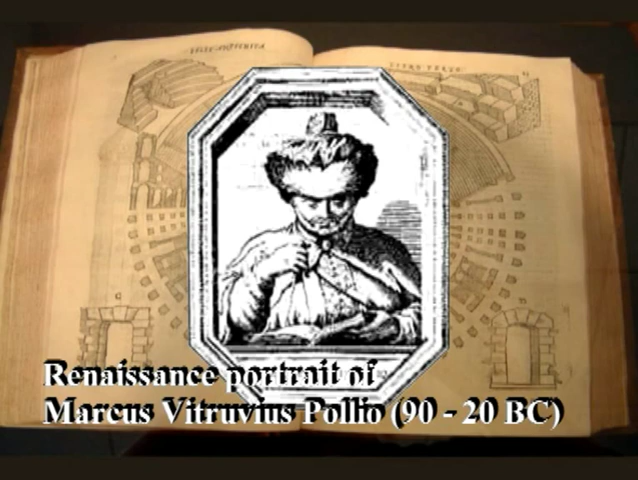 Renaissance portrait of
Marcus Vitruvius Pollio (90 - 20 BC)